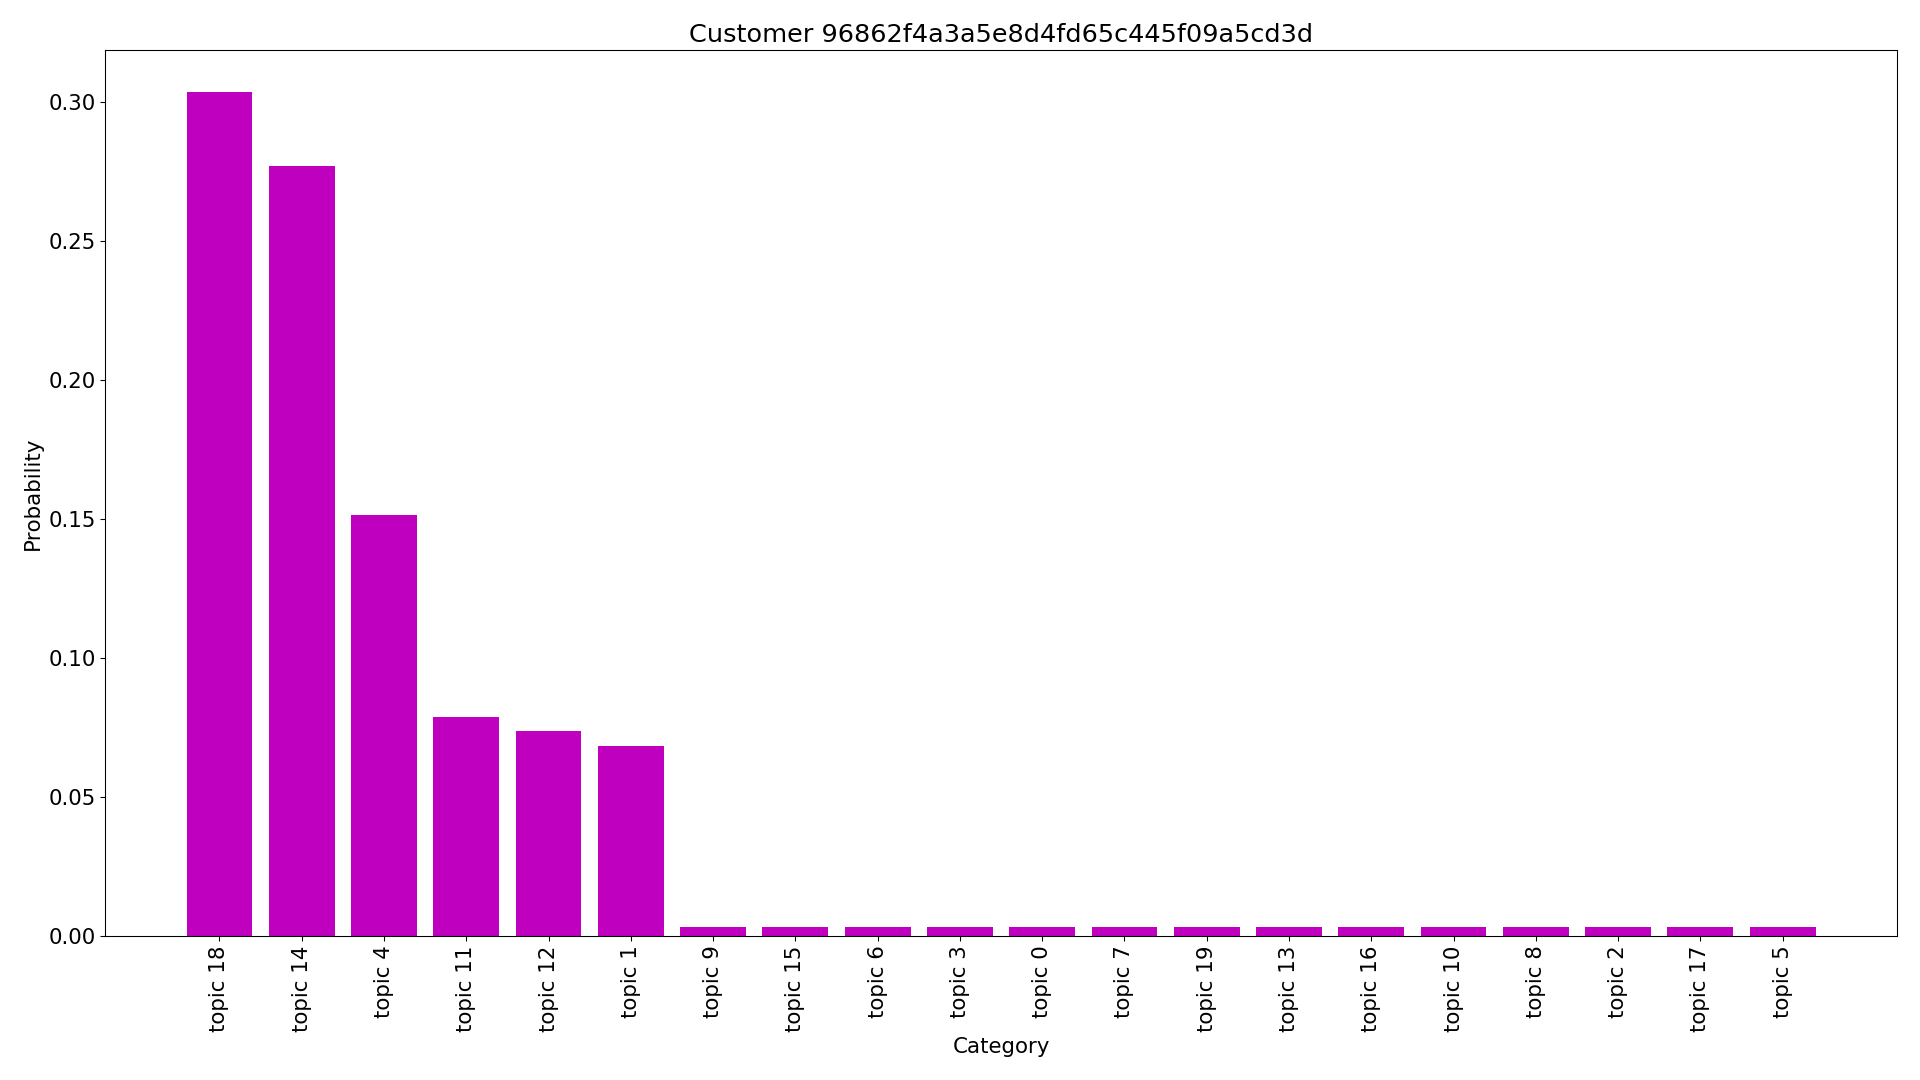 Customer 96862f4a3a5e8d4fd65c445f09a5cd3d
Probability
0.30
0.25
0.20
0.15
0.10
0.05
0.00
topic 18
topic 14
topic 4
topic 11
topic 12
topic 1
topic 9
topic 15
topic 6
topic 3
topic 0
topic 7
topic 19
topic 13
topic 16
topic 10
topic 8
topic 2
topic 17
topic 5
Category